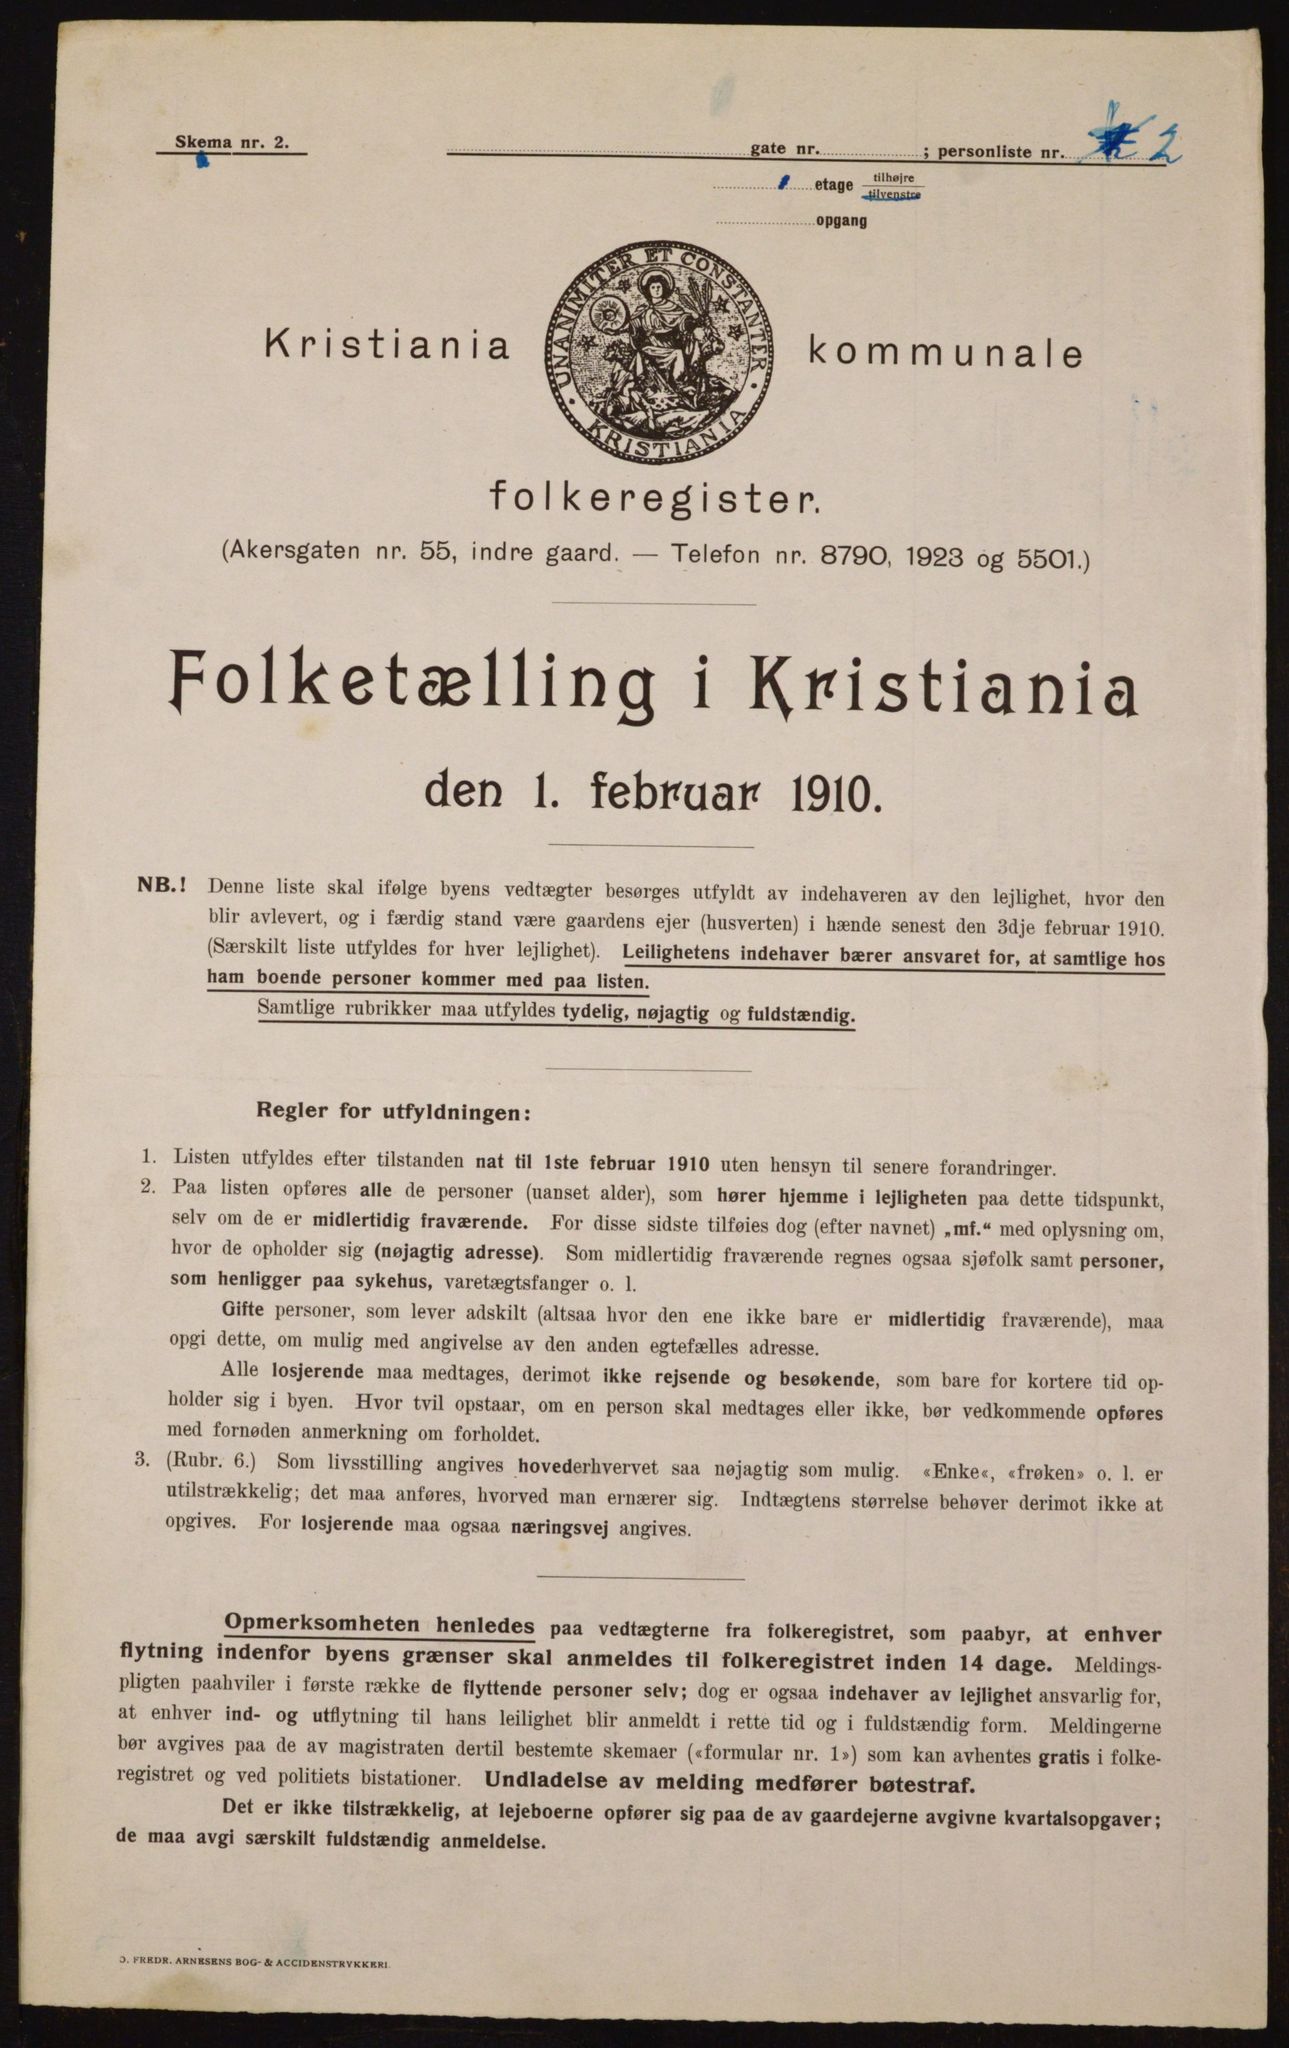 Skema nr. 2.
gate nr. ; personliste nr. 2
1 etage tilhøjre
tilvenstre
opgang
UNANIMITER ET CONSTANTER
KRISTIANIA
Kristiania kommunale
folkeregister.
(Akersgaten nr. 55, indre gaard. — Telefon nr. 8790, 1923 og 5501.)
Folketælling i Kristiania
den 1. februar 1910.
NB.! Denne liste skal ifølge byens vedtægter besørges utfyldt av indehaveren av den lejlighet, hvor den
blir avlevert, og i færdig stand være gaardens ejer (husverten) i hænde senest den 3dje februar 1910.
(Særskilt liste utfyldes for hver lejlighet). Leilighetens indehaver bærer ansvaret for, at samtlige hos
ham boende personer kommer med paa listen.
Samtlige rubrikker maa utfyldes tydelig, nøjagtig og fuldstændig.
Regler for utfyldningen:
1. Listen utfyldes efter tilstanden nat til 1ste februar 1910 uten hensyn til senere forandringer.
2. Paa listen opføres alle de personer (uanset alder), som hører hjemme i lejligheten paa dette tidspunkt,
selv om de er midlertidig fraværende. For disse sidste tilføies dog (efter navnet) „mf.“ med oplysning om,
hvor de opholder sig (nøjagtig adresse). Som midlertidig fraværende regnes ogsaa sjøfolk samt personer,
som henligger paa sykehus, varetægtsfanger o. l.
Gifte personer, som lever adskilt (altsaa hvor den ene ikke bare er midlertidig fraværende), maa
opgi dette, om mulig med angivelse av den anden egtefælles adresse.
Alle losjerende maa medtages, derimot ikke rejsende og besøkende, som bare for kortere tid op-
holder sig i byen. Hvor tvil opstaar, om en person skal medtages eller ikke, bør vedkommende opføres
med fornøden anmerkning om forholdet.
3. (Rubr. 6.) Som livsstilling angives hovederhvervet saa nøjagtig som mulig. «Enke«, «frøken» o. l. er
utilstrækkelig; det maa anføres, hvorved man ernærer sig. Indtægtens størrelse behøver derimot ikke at
opgives. For losjerende maa ogsaa næringsvej angives.
Opmerksomheten henledes paa vedtægterne fra folkeregistret, som paabyr, at enhver
flytning indenfor byens grænser skal anmeldes til folkeregistret inden 14 dage. Meldings-
pligten paahviler i første række de flyttende personer selv; dog er ogsaa indehaver av lejlighet ansvarlig for,
at enhver ind- og utflytning til hans leilighet blir anmeldt i rette tid og i fuldstændig form. Meldingerne
bør avgives paa de av magistraten dertil bestemte skemaer («formular nr. 1») som kan avhentes gratis i folke-
registret og ved politiets bistationer. Undladelse av melding medfører bøtestraf.
Det er ikke tilstrækkelig, at lejeboerne opfører sig paa de av gaardejerne avgivne kvartalsopgaver;
de maa avgi særskilt fuldstændig anmeldelse.
O. FREDR. ARNESENS BOG- & ACCIDENSTRYKKERI.